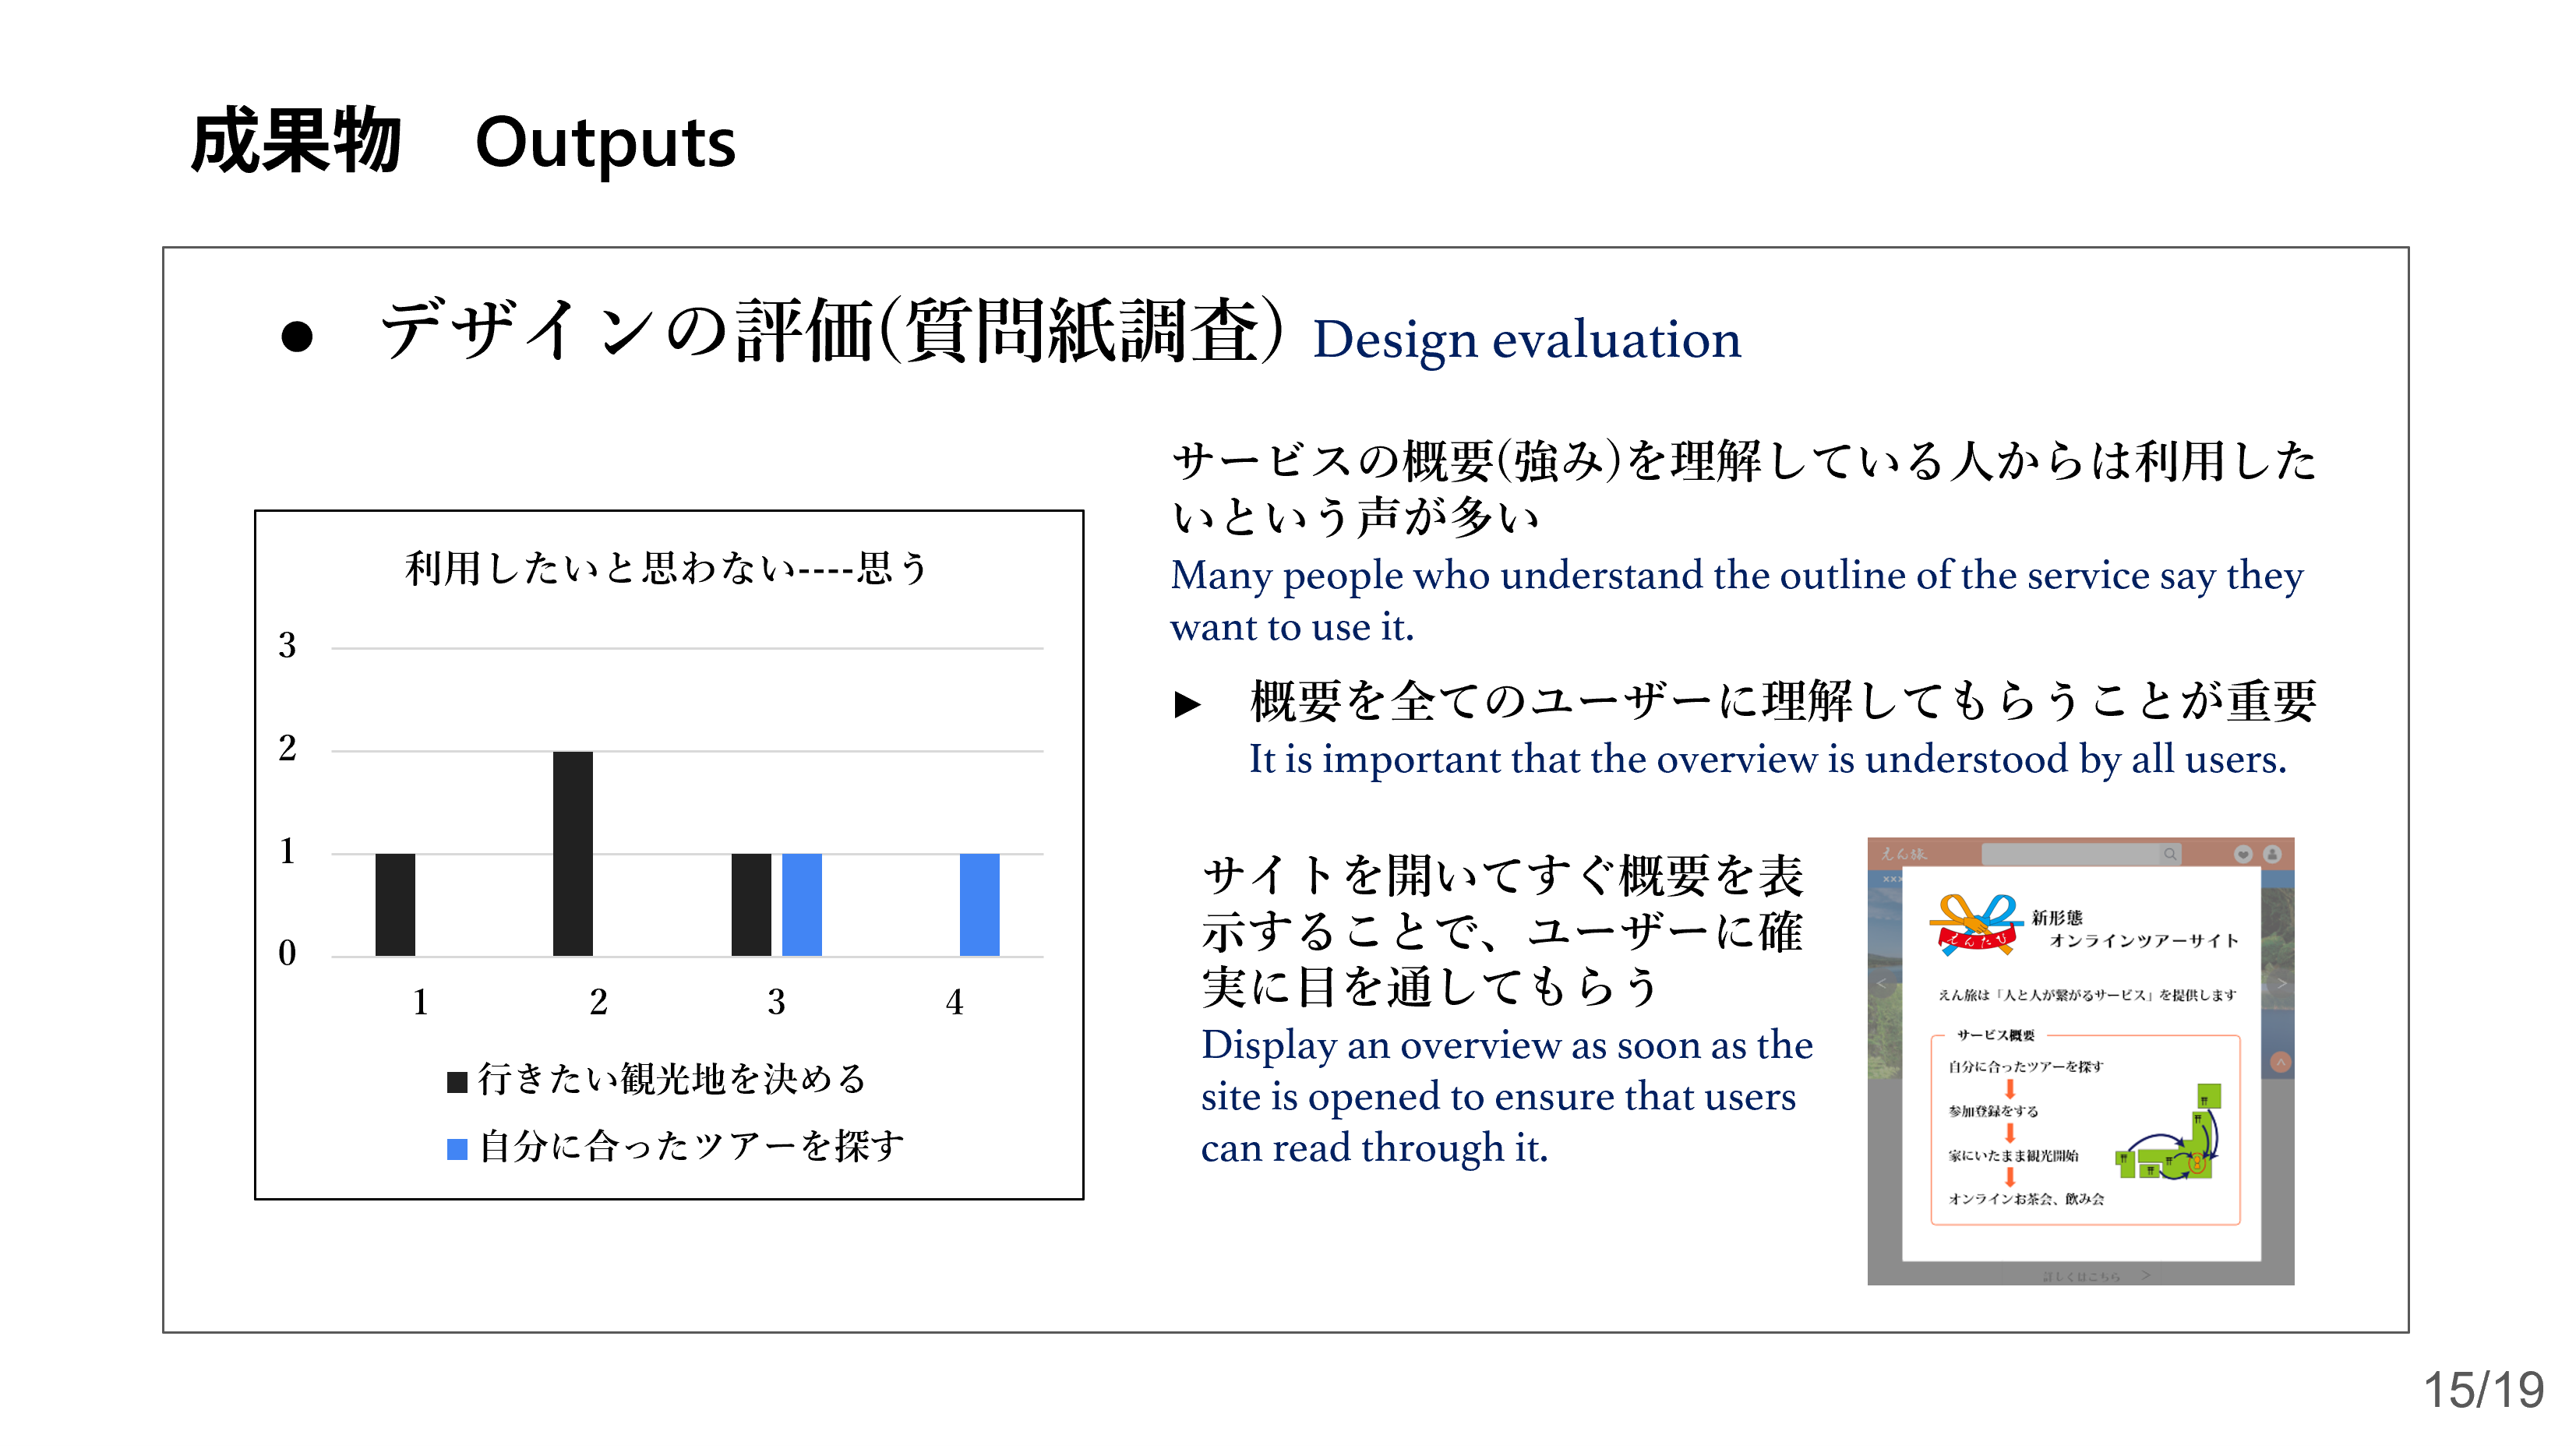 成果物　Outputs
● デザインの評価(質問紙調査) Design evaluation
利用したいと思わない----思う
3
2
1
0
1 2 3 4
行きたい観光地を決める
自分に合ったツアーを探す
サービスの概要(強み)を理解している人からは利用した
いという声が多い
Many people who understand the outline of the service say they
want to use it.
▶ 概要を全てのユーザーに理解してもらうことが重要
It is important that the overview is understood by all users.
サイトを開いてすぐ概要を表
示することで、ユーザーに確
実に目を通してもらう
Display an overview as soon as the
site is opened to ensure that users
can read through it.
えん旅
×××
えんたび
新形態
オンラインツアーサイト
えん旅は「人と人が繋がるサービス」を提供します
サービス概要
自分に合ったツアーを探す
参加登録をする
家にいたまま観光開始
オンラインお茶会、飲み会
詳しくはこちら >
15/19